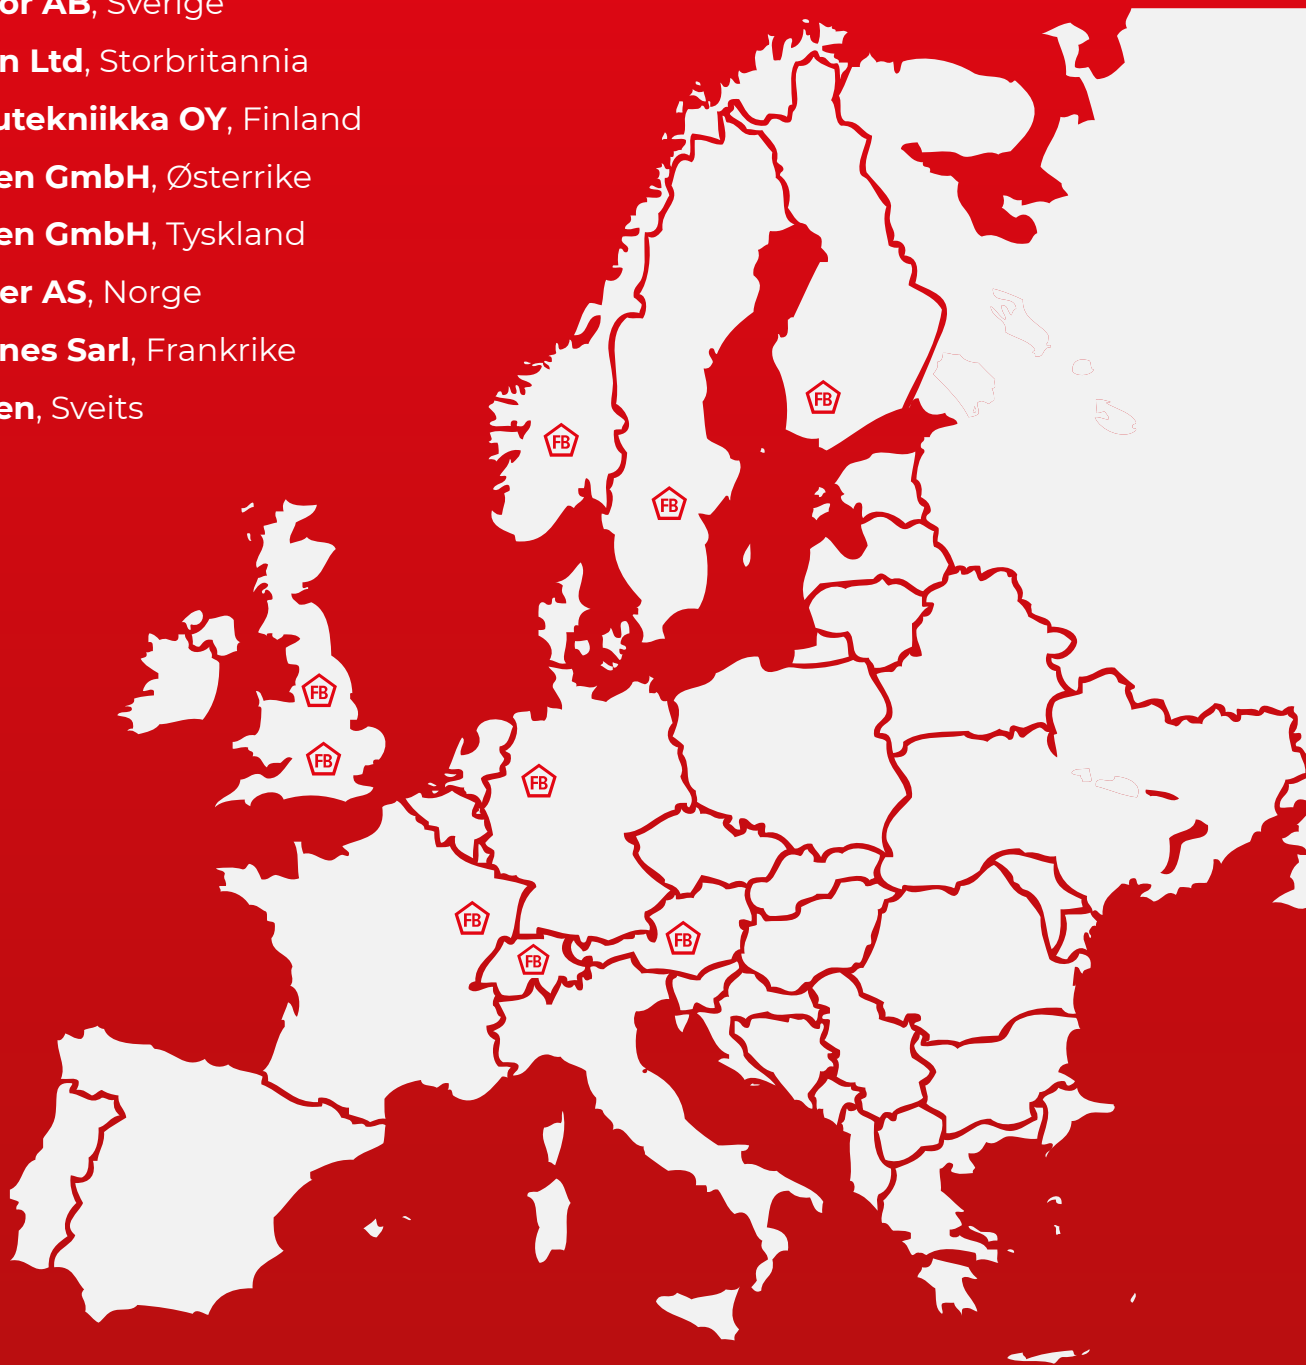 or AB, Sverige
n Ltd, Storbritannia
utekniikka OY, Finland
en GmbH, Østerrike
en GmbH, Tyskland
er AS, Norge
nes Sarl, Frankrike
en, Sveits
FB
FB
FB
FB
FB
FB
FB
FB
FB